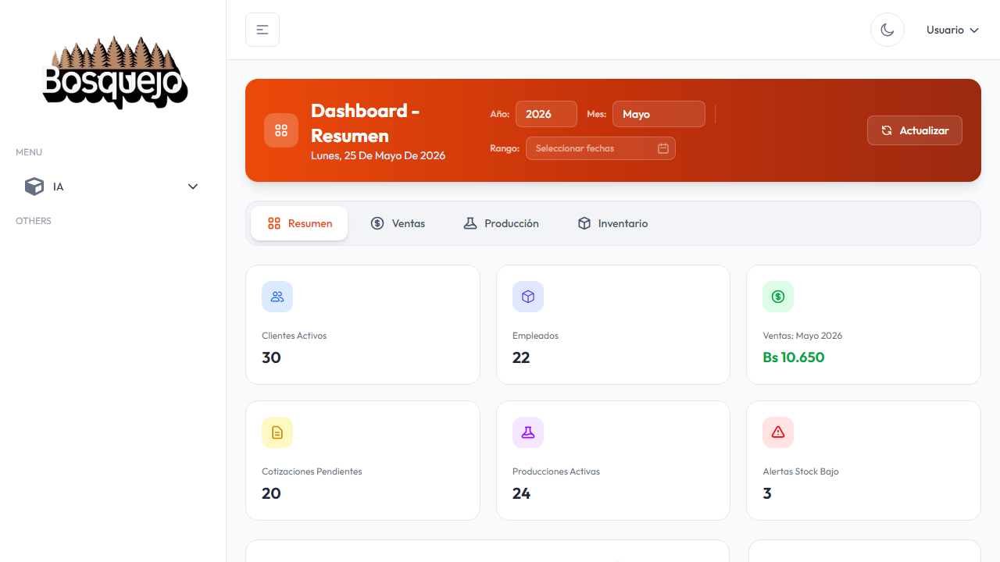 Bosquejo
MENU
IA
OTHERS
Usuario
Dashboard -
Resumen
Lunes, 25 De Mayo De 2026
Año: 2026 Mes: Mayo
Rango: Seleccionar fechas
Actualizar
Resumen Ventas Producción Inventario
Clientes Activos
30
Empleados
22
Ventas: Mayo 2026
Bs 10.650
Cotizaciones Pendientes
20
Producciones Activas
24
Alertas Stock Bajo
3